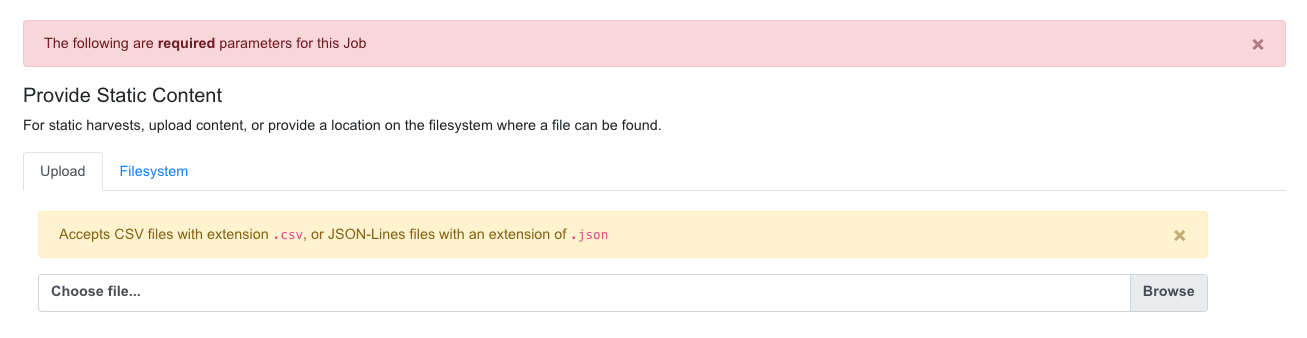 The following are required parameters for this Job ×
Provide Static Content
For static harvests, upload content, or provide a location on the filesystem where a file can be found.
Upload Filesystem
Accepts CSV files with extension .csv, or JSON-Lines files with an extension of .json ×
Choose file... Browse